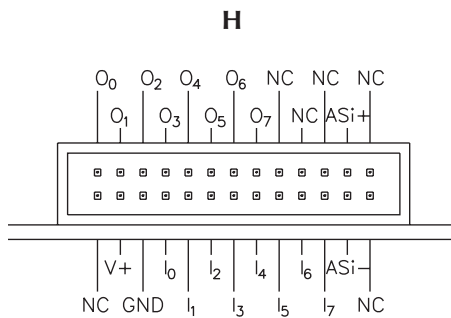 H
O₀ O₂ O₄ O₆ NC NC NC
O₁ O₃ O₅ O₇ NC ASi+
V+ I₀ I₂ I₄ I₆ ASi−
NC GND I₁ I₃ I₅ I₇ NC